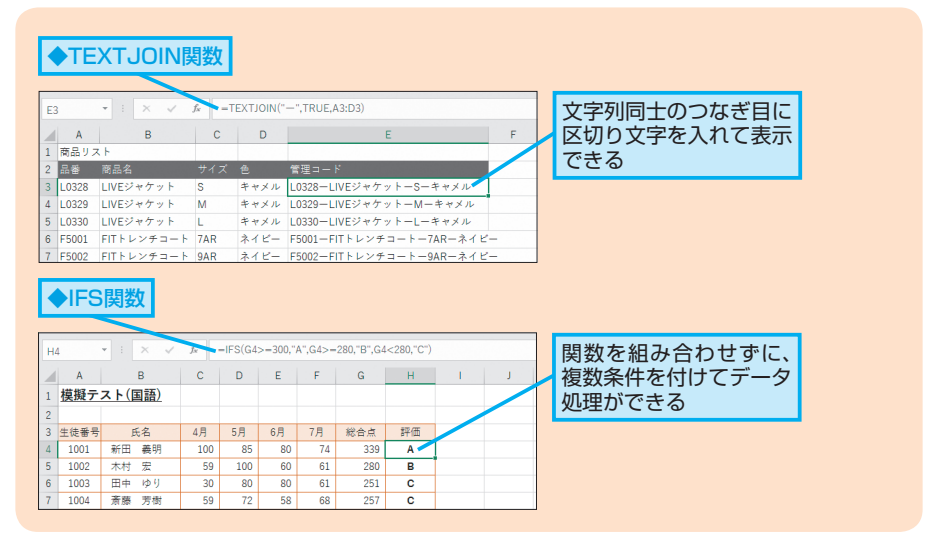 ◆TEXTJOIN関数
E3 fx =TEXTJOIN("ー",TRUE,A3:D3)
A B C D E F
1 商品リスト
2 品番 商品名 サイズ 色 管理コード
3 L0328 LIVEジャケット S キャメル L0328ーLIVEジャケットーSーキャメル
4 L0329 LIVEジャケット M キャメル L0329ーLIVEジャケットーMーキャメル
5 L0330 LIVEジャケット L キャメル L0330ーLIVEジャケットーLーキャメル
6 F5001 FITトレンチコート 7AR ネイビー F5001ーFITトレンチコートー7ARーネイビー
7 F5002 FITトレンチコート 9AR ネイビー F5002ーFITトレンチコートー9ARーネイビー
文字列同士のつなぎ目に
区切り文字を入れて表示
できる
◆IFS関数
H4 fx =IFS(G4>=300,"A",G4>=280,"B",G4<280,"C")
A B C D E F G H I J
1 模擬テスト(国語)
2
3 生徒番号 氏名 4月 5月 6月 7月 総合点 評価
4 1001 新田 義明 100 85 80 74 339 A
5 1002 木村 宏 59 100 60 61 280 B
6 1003 田中 ゆり 30 80 80 61 251 C
7 1004 斎藤 芳樹 59 72 58 68 257 C
関数を組み合わせずに、
複数条件を付けてデータ
処理ができる